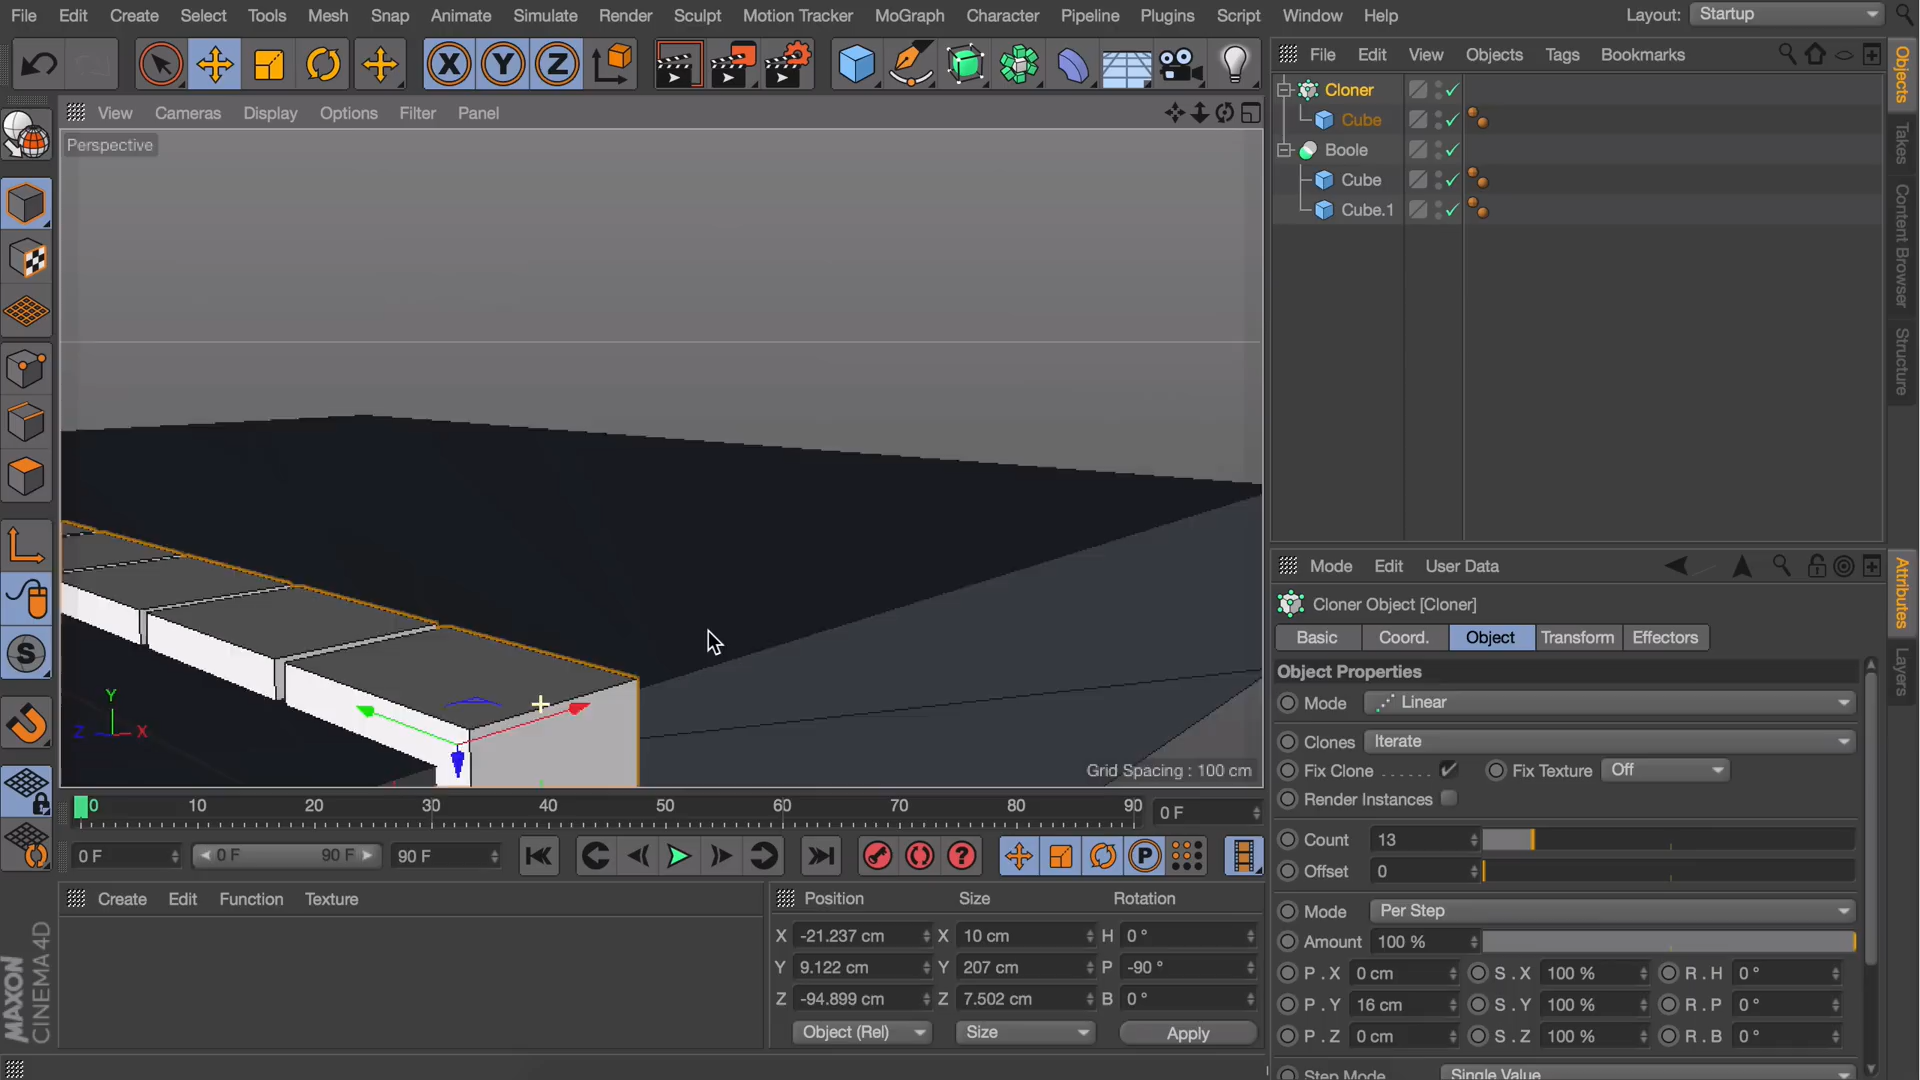 File Edit Create Select Tools Mesh Snap Animate Simulate Render Sculpt Motion Tracker MoGraph Character Pipeline Plugins Script Window Help Layout: Startup
File Edit View Objects Tags Bookmarks
View Cameras Display Options Filter Panel
Perspective
Cloner
Cube
Boole
Cube
Cube.1
Objects
Takes
Content Browser
Structure
Y
Z X
Grid Spacing : 100 cm
0 10 20 30 40 50 60 70 80 90 0 F
0 F 0 F 90 F 90 F
Create Edit Function Texture
Position Size Rotation
X -21.237 cm X 10 cm H 0 °
Y 9.122 cm Y 207 cm P -90 °
Z -94.899 cm Z 7.502 cm B 0 °
Object (Rel) Size Apply
MAXON
CINEMA 4D
Mode Edit User Data
Cloner Object [Cloner]
Basic Coord. Object Transform Effectors
Object Properties
Mode Linear
Clones Iterate
Fix Clone . . . . . . Fix Texture Off
Render Instances
Count 13
Offset 0
Mode Per Step
Amount 100 %
P . X 0 cm S . X 100 % R . H 0 °
P . Y 16 cm S . Y 100 % R . P 0 °
P . Z 0 cm S . Z 100 % R . B 0 °
Step Mode Single Value
Attributes
Layers